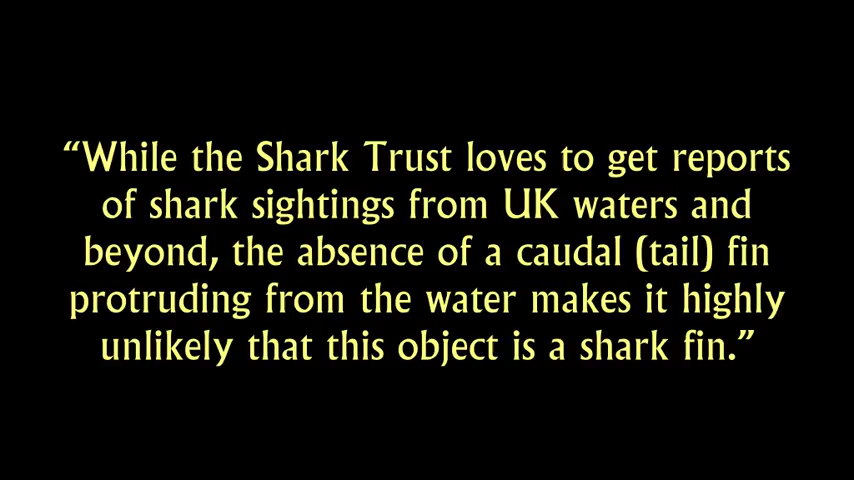 “While the Shark Trust loves to get reports
of shark sightings from UK waters and
beyond, the absence of a caudal (tail) fin
protruding from the water makes it highly
unlikely that this object is a shark fin.”